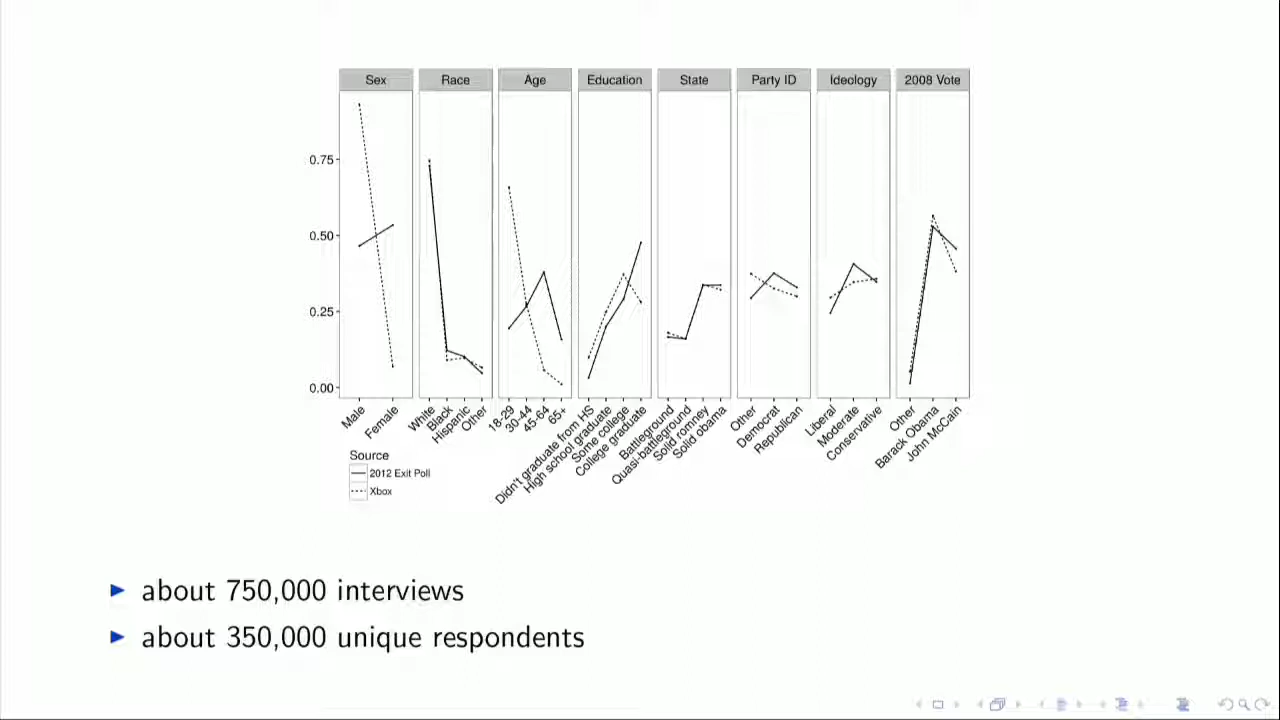 Sex Race Age Education State Party ID Ideology 2008 Vote
0.75
0.50
0.25
0.00
Male
Female
White
Black
Hispanic
Other
18-29
30-44
45-64
65+
Didn't graduate from HS
High school graduate
Some college
College graduate
Battleground
Quasi-battleground
Solid romney
Solid obama
Other
Democrat
Republican
Liberal
Moderate
Conservative
Other
Barack Obama
John McCain
Source
2012 Exit Poll
Xbox
about 750,000 interviews
about 350,000 unique respondents